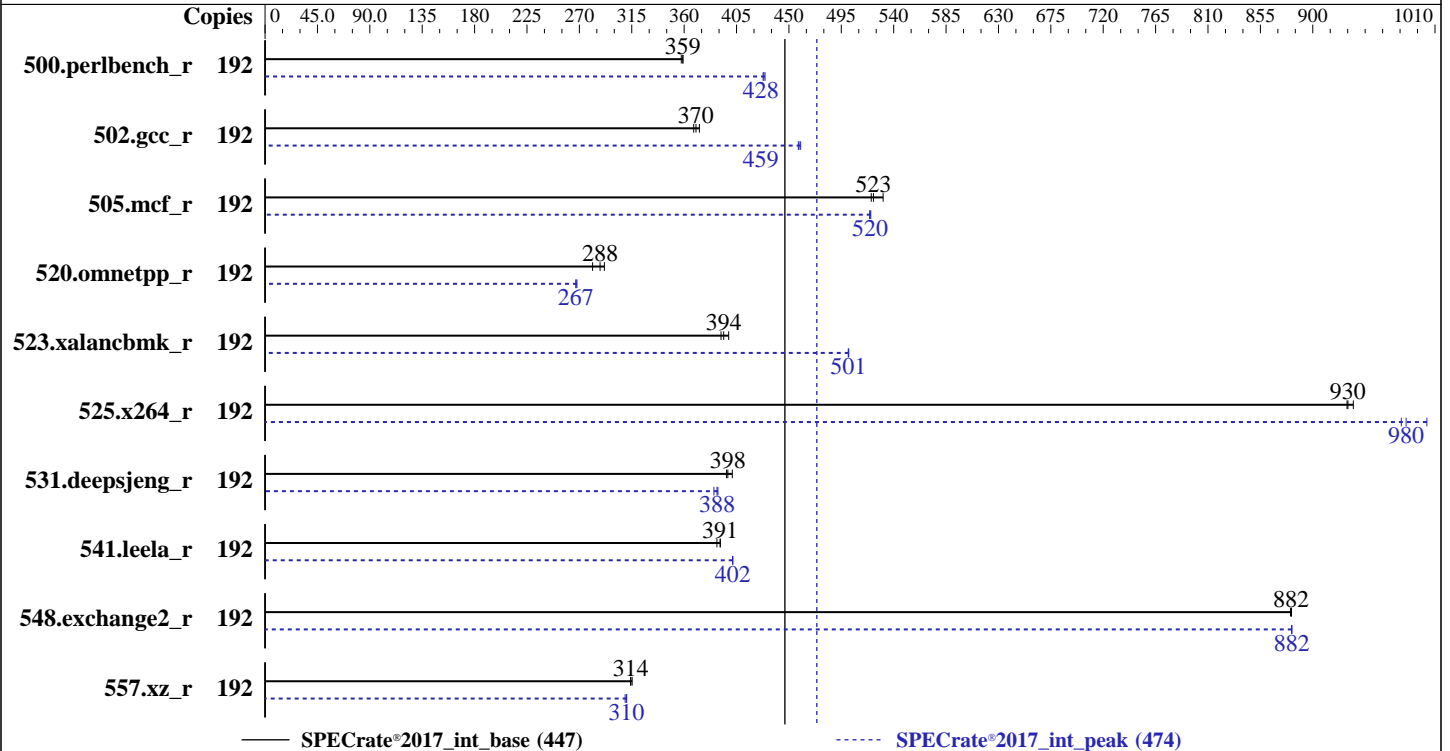 Copies 0 45.0 90.0 135 180 225 270 315 360 405 450 495 540 585 630 675 720 765 810 855 900 1010
359
500.perlbench_r 192
428
370
502.gcc_r 192
459
523
505.mcf_r 192
520
288
520.omnetpp_r 192
267
394
523.xalancbmk_r 192
501
930
525.x264_r 192
980
398
531.deepsjeng_r 192
388
391
541.leela_r 192
402
882
548.exchange2_r 192
882
314
557.xz_r 192
310
SPECrate®2017_int_base (447) SPECrate®2017_int_peak (474)